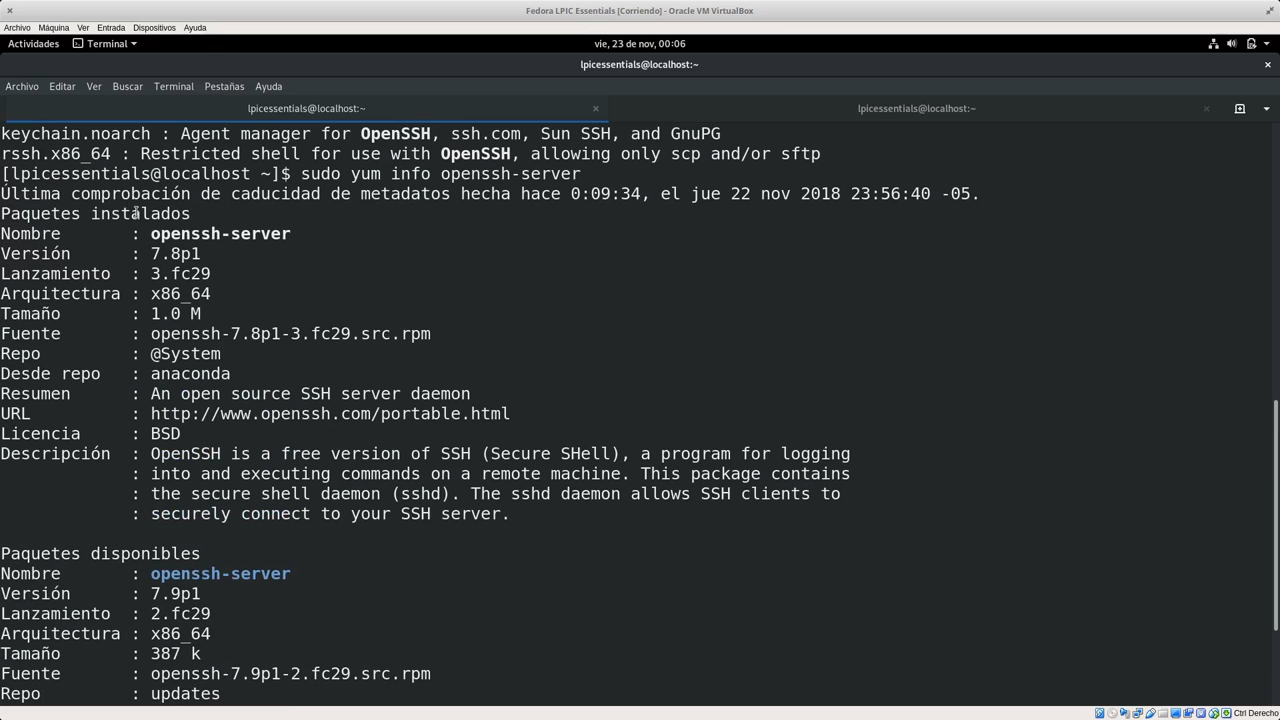 Fedora LPIC Essentials [Corriendo] - Oracle VM VirtualBox
Archivo Máquina Ver Entrada Dispositivos Ayuda
Actividades Terminal vie, 23 de nov, 00:06
lpicessentials@localhost:~
Archivo Editar Ver Buscar Terminal Pestañas Ayuda
lpicessentials@localhost:~ lpicessentials@localhost:~
keychain.noarch : Agent manager for OpenSSH, ssh.com, Sun SSH, and GnuPG
rssh.x86_64 : Restricted shell for use with OpenSSH, allowing only scp and/or sftp
[lpicessentials@localhost ~]$ sudo yum info openssh-server
Última comprobación de caducidad de metadatos hecha hace 0:09:34, el jue 22 nov 2018 23:56:40 -05.
Paquetes instalados
Nombre : openssh-server
Versión : 7.8p1
Lanzamiento : 3.fc29
Arquitectura : x86_64
Tamaño : 1.0 M
Fuente : openssh-7.8p1-3.fc29.src.rpm
Repo : @System
Desde repo : anaconda
Resumen : An open source SSH server daemon
URL : http://www.openssh.com/portable.html
Licencia : BSD
Descripción : OpenSSH is a free version of SSH (Secure SHell), a program for logging
: into and executing commands on a remote machine. This package contains
: the secure shell daemon (sshd). The sshd daemon allows SSH clients to
: securely connect to your SSH server.
Paquetes disponibles
Nombre : openssh-server
Versión : 7.9p1
Lanzamiento : 2.fc29
Arquitectura : x86_64
Tamaño : 387 k
Fuente : openssh-7.9p1-2.fc29.src.rpm
Repo : updates
Ctrl Derecho